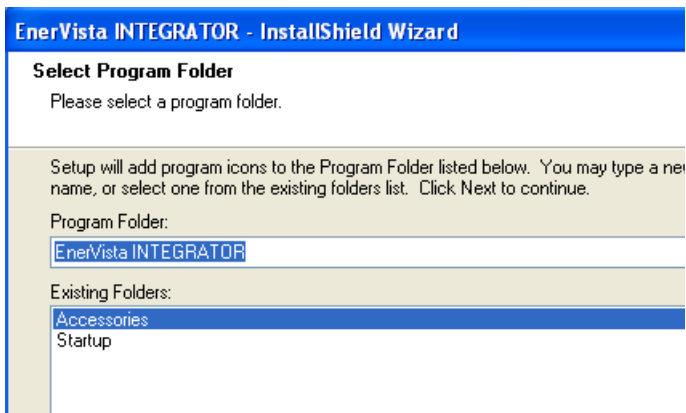 EnerVista INTEGRATOR - InstallShield Wizard
Select Program Folder
Please select a program folder.
Setup will add program icons to the Program Folder listed below. You may type a
name, or select one from the existing folders list. Click Next to continue.
Program Folder:
EnerVista INTEGRATOR
Existing Folders:
Accessories
Startup